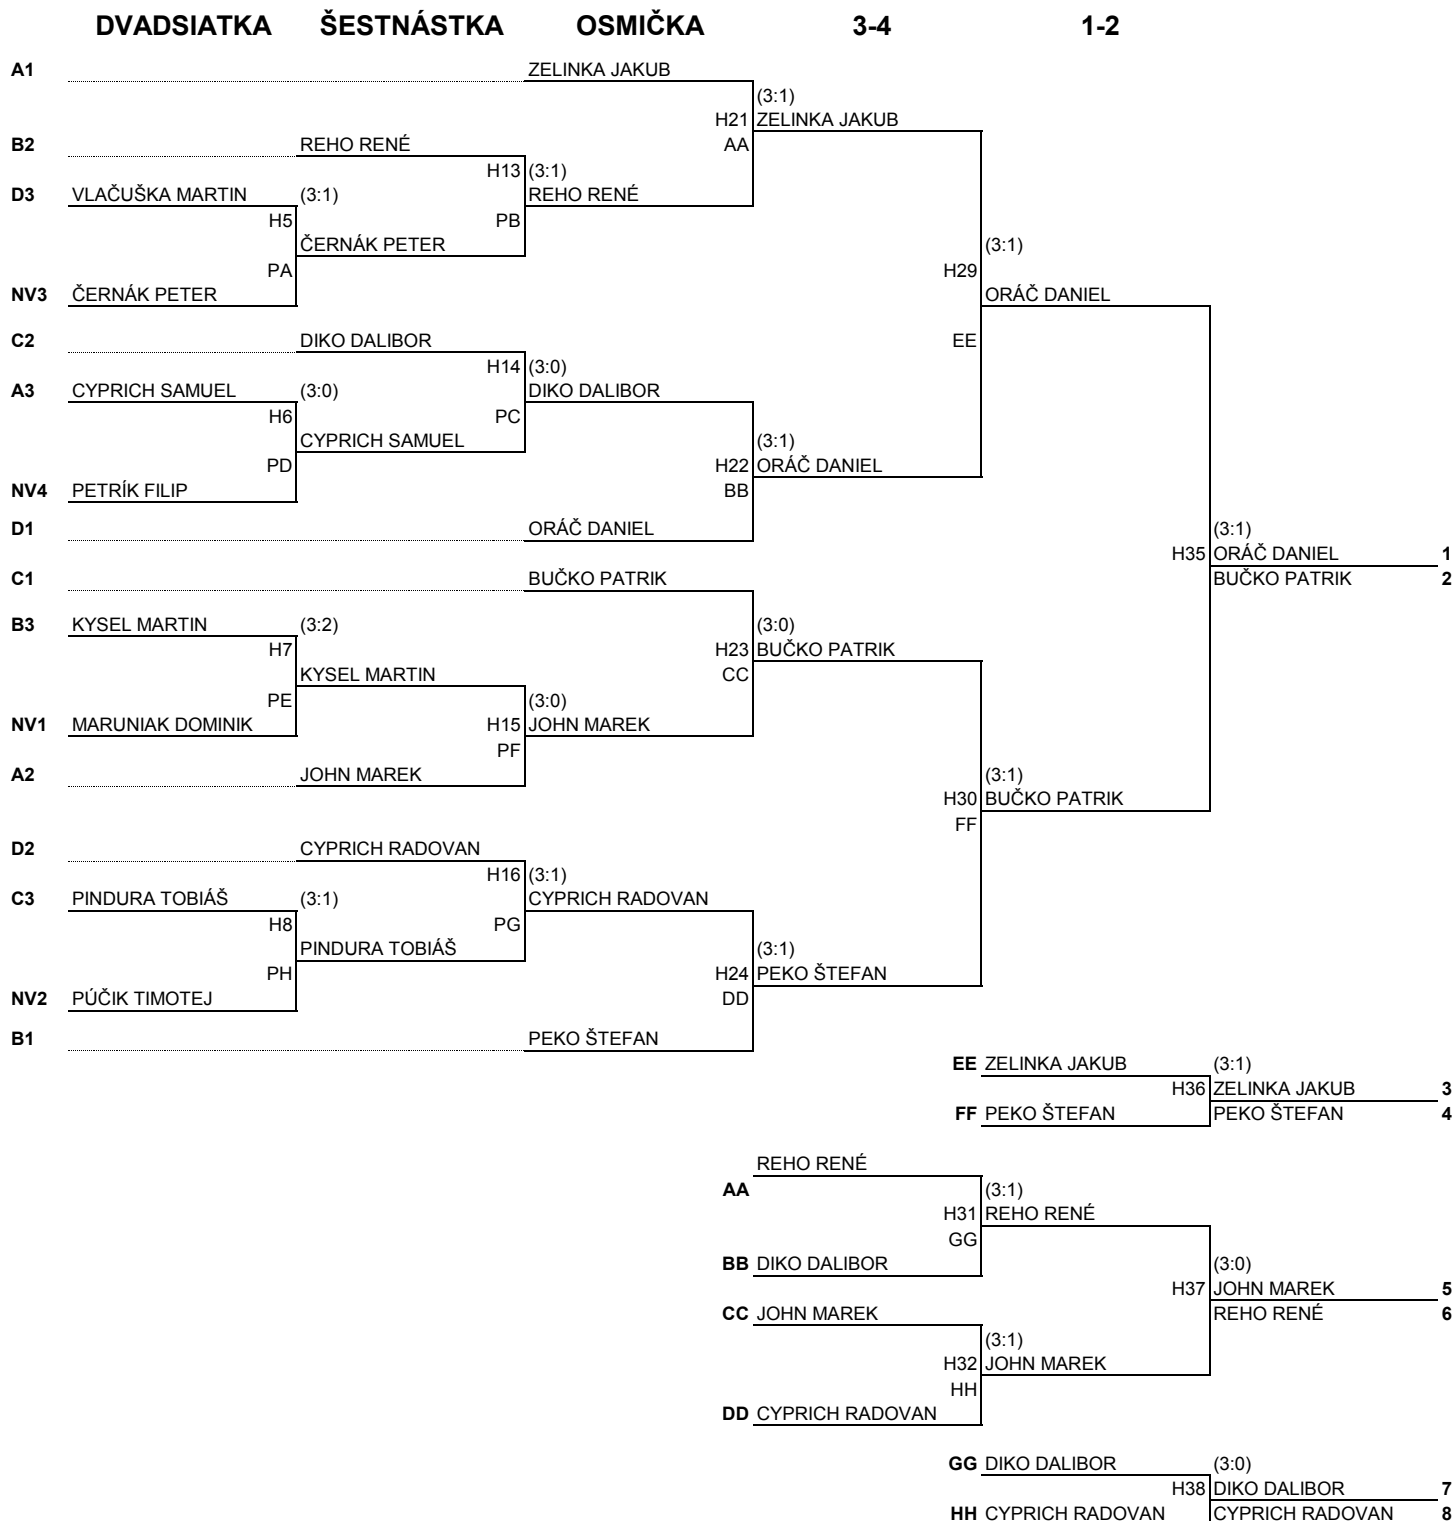 DVADSIATKA ŠESTNÁSTKA OSMIČKA 3-4 1-2
A1 ZELINKA JAKUB
(3:1)
H21 ZELINKA JAKUB
B2 REHO RENÉ AA
H13 (3:1)
D3 VLAČUŠKA MARTIN (3:1) REHO RENÉ
H5 PB
ČERNÁK PETER (3:1)
PA H29
NV3 ČERNÁK PETER ORÁČ DANIEL
C2 DIKO DALIBOR EE
H14 (3:0)
A3 CYPRICH SAMUEL (3:0) DIKO DALIBOR
H6 PC
CYPRICH SAMUEL (3:1)
PD H22 ORÁČ DANIEL
NV4 PETRÍK FILIP BB
D1 ORÁČ DANIEL (3:1)
H35 ORÁČ DANIEL 1
C1 BUČKO PATRIK BUČKO PATRIK 2
B3 KYSEL MARTIN (3:2) (3:0)
H7 H23 BUČKO PATRIK
KYSEL MARTIN CC
PE (3:0)
NV1 MARUNIAK DOMINIK H15 JOHN MAREK
PF
A2 JOHN MAREK (3:1)
H30 BUČKO PATRIK
FF
D2 CYPRICH RADOVAN
H16 (3:1)
C3 PINDURA TOBIÁŠ (3:1) CYPRICH RADOVAN
H8 PG
PINDURA TOBIÁŠ (3:1)
PH H24 PEKO ŠTEFAN
NV2 PÚČIK TIMOTEJ DD
B1 PEKO ŠTEFAN
EE ZELINKA JAKUB (3:1)
H36 ZELINKA JAKUB 3
FF PEKO ŠTEFAN PEKO ŠTEFAN 4
REHO RENÉ
AA (3:1)
H31 REHO RENÉ
GG
BB DIKO DALIBOR (3:0)
H37 JOHN MAREK 5
CC JOHN MAREK REHO RENÉ 6
(3:1)
H32 JOHN MAREK
HH
DD CYPRICH RADOVAN
GG DIKO DALIBOR (3:0)
H38 DIKO DALIBOR 7
HH CYPRICH RADOVAN CYPRICH RADOVAN 8